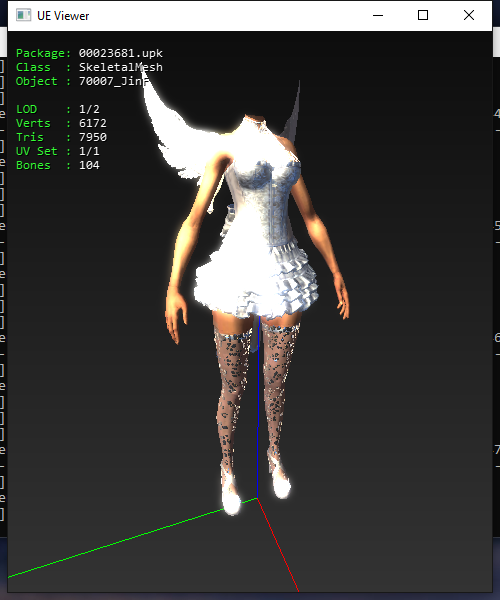 UE Viewer
Package: 00023681.upk
Class : SkeletalMesh
Object : 70007_JinF
LOD : 1/2
Verts : 6172
Tris : 7950
UV Set : 1/1
Bones : 104